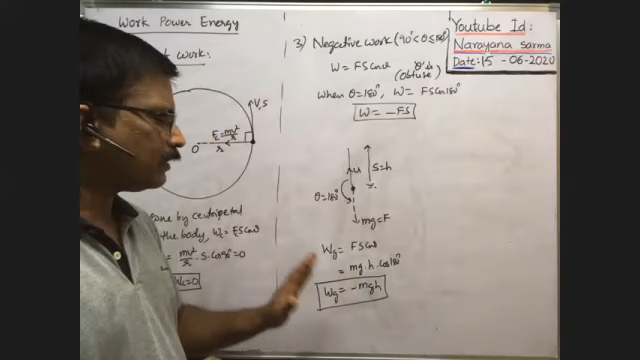 Work Power Energy
work:
V, S
Fc = mv²/r
O
r
done by centripetal
the body, Wc = FS cosθ
= mv²/r . S. cos90° = 0
Wc = 0
3) Negative work (90° < θ ≤ 180°)
W = FS cosθ
(θ is obtuse)
When θ = 180°, W = FS cos180°
W = -FS
u
S = h
θ = 180°
mg = F
Wg = FS cosθ
= mg.h.cos180°
Wg = -mgh
Youtube Id:
Narayana sarma
Date: 15 - 06 - 2020